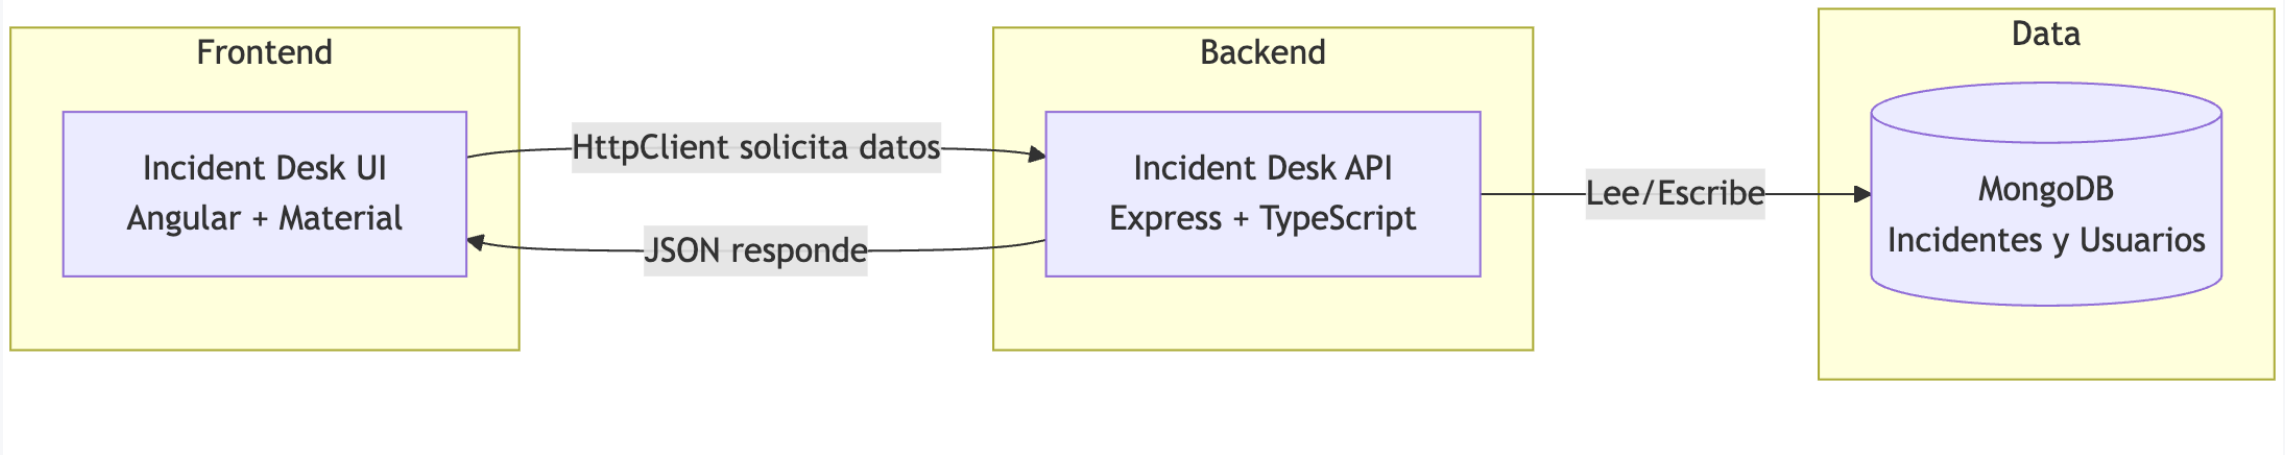 Frontend
Incident Desk UI
Angular + Material
HttpClient solicita datos
JSON responde
Backend
Incident Desk API
Express + TypeScript
Lee/Escribe
Data
MongoDB
Incidentes y Usuarios